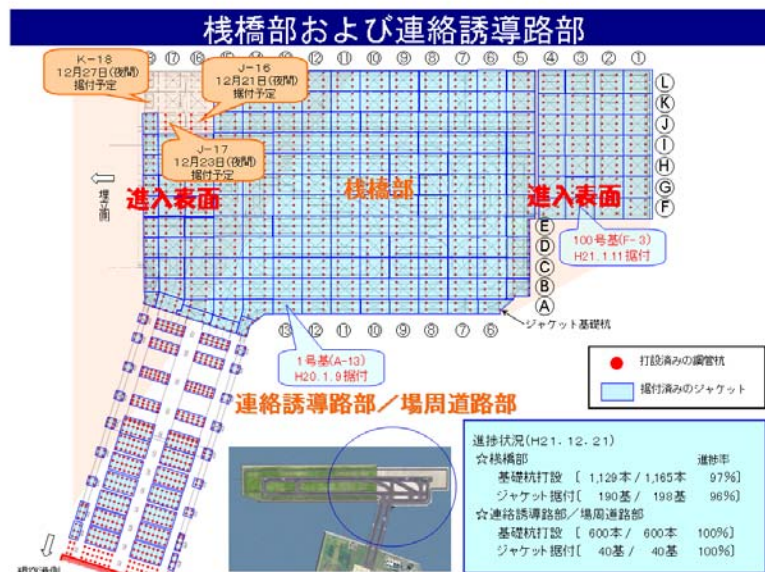 桟橋部および連絡誘導路部
K-18
12月27日(夜間)
据付予定
J-16
12月21日(夜間)
据付予定
J-17
12月23日(夜間)
据付予定
⑰ ⑯ ⑮ ⑭ ⑬ ⑫ ⑪ ⑩ ⑨ ⑧ ⑦ ⑥ ⑤ ④ ③ ② ①
Ⓛ
Ⓚ
Ⓙ
Ⓘ
Ⓗ
Ⓖ
Ⓕ
Ⓔ
Ⓓ
Ⓒ
Ⓑ
Ⓐ
埋立側
進入表面
桟橋部
進入表面
100号基(F-3)
H21.1.11据付
ジャケット基礎杭
⑬ ⑫ ⑪ ⑩ ⑨ ⑧ ⑦ ⑥
1号基(A-13)
H20.1.9据付
打設済みの鋼管杭
据付済みのジャケット
連絡誘導路部/場周道路部
進捗状況(H21.12.21)
☆桟橋部 進捗率
基礎杭打設 [ 1,129本/1,165本 97%]
ジャケット据付[ 190基/ 198基 96%]
☆連絡誘導路部/場周道路部
基礎杭打設 [ 600本/ 600本 100%]
ジャケット据付[ 40基/ 40基 100%]